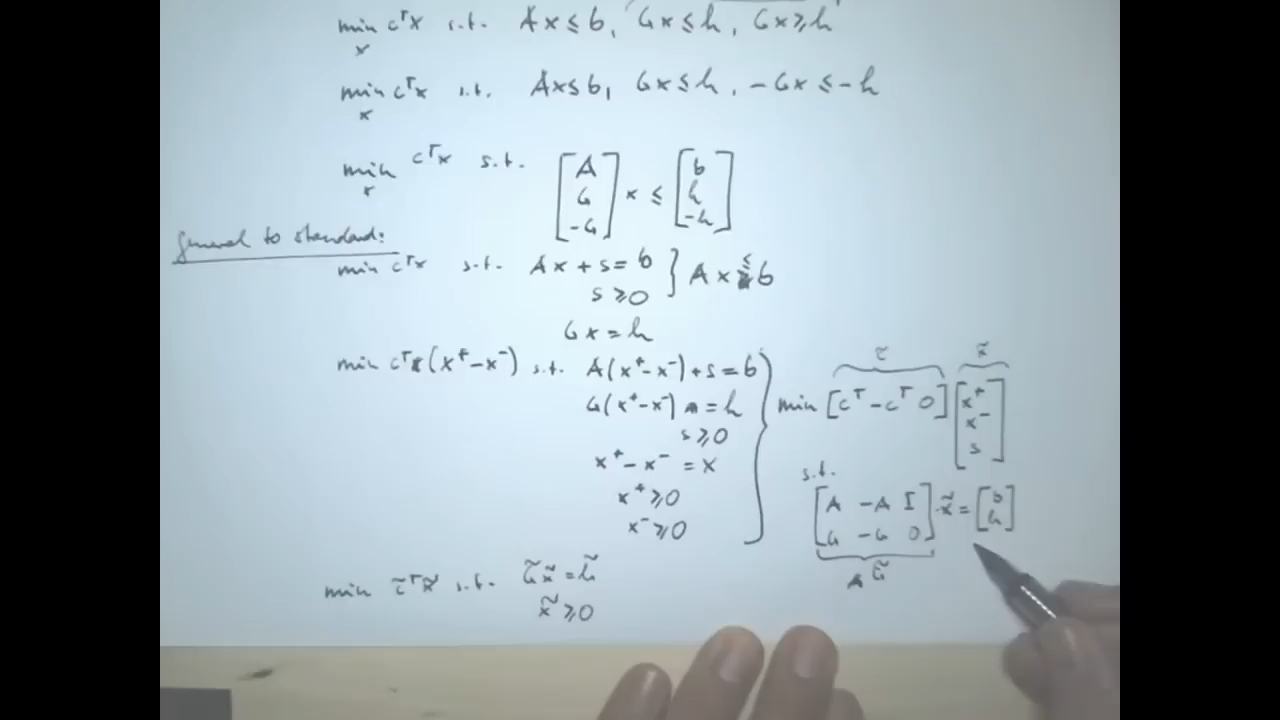 min cᵀx s.t. Ax ≤ b, Gx ≤ h, Gx ≥ h
x
min cᵀx s.t. Ax ≤ b, Gx ≤ h, -Gx ≤ -h
x
min cᵀx s.t. [A G -G] x ≤ [b h -h]
x
general to standard:
min cᵀx s.t. Ax + s = b } Ax ≤ b
s ≥ 0
Gx = h
min cᵀ(x⁺ - x⁻) s.t. A(x⁺ - x⁻) + s = b
G(x⁺ - x⁻) = h
s ≥ 0
x⁺ - x⁻ = x
x⁺ ≥ 0
x⁻ ≥ 0
c̃ x̃
min [cᵀ -cᵀ 0] [x⁺ x⁻ s]
s.t.
[A -A I
G -G 0] x̃ = [b h]
G̃
min c̃ᵀx̃ s.t. G̃x̃ = h̃
x̃ ≥ 0